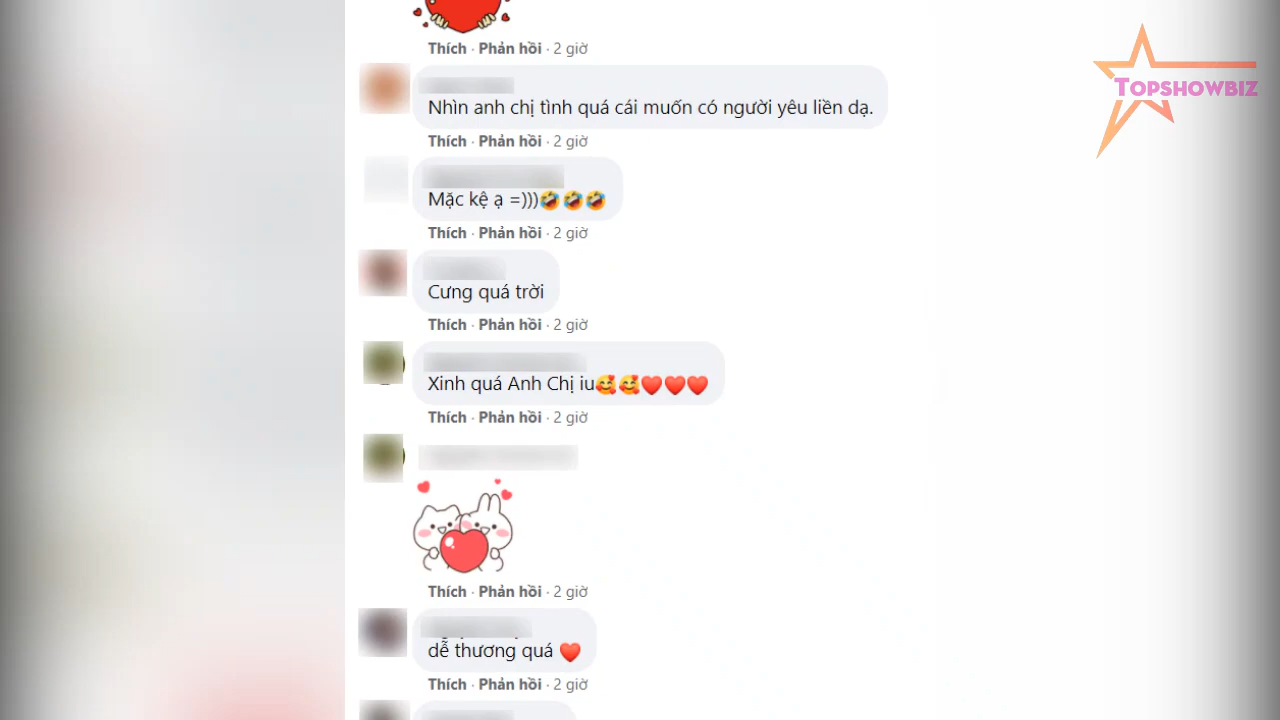 Thích · Phản hồi · 2 giờ
TOPSHOWBIZ
Nhìn anh chị tình quá cái muốn có người yêu liền dạ.
Thích · Phản hồi · 2 giờ
Mặc kệ ạ =)))🤣🤣🤣
Thích · Phản hồi · 2 giờ
Cưng quá trời
Thích · Phản hồi · 2 giờ
Xinh quá Anh Chị iu🥰🥰❤️❤️❤️
Thích · Phản hồi · 2 giờ
Thích · Phản hồi · 2 giờ
dễ thương quá ❤️
Thích · Phản hồi · 2 giờ